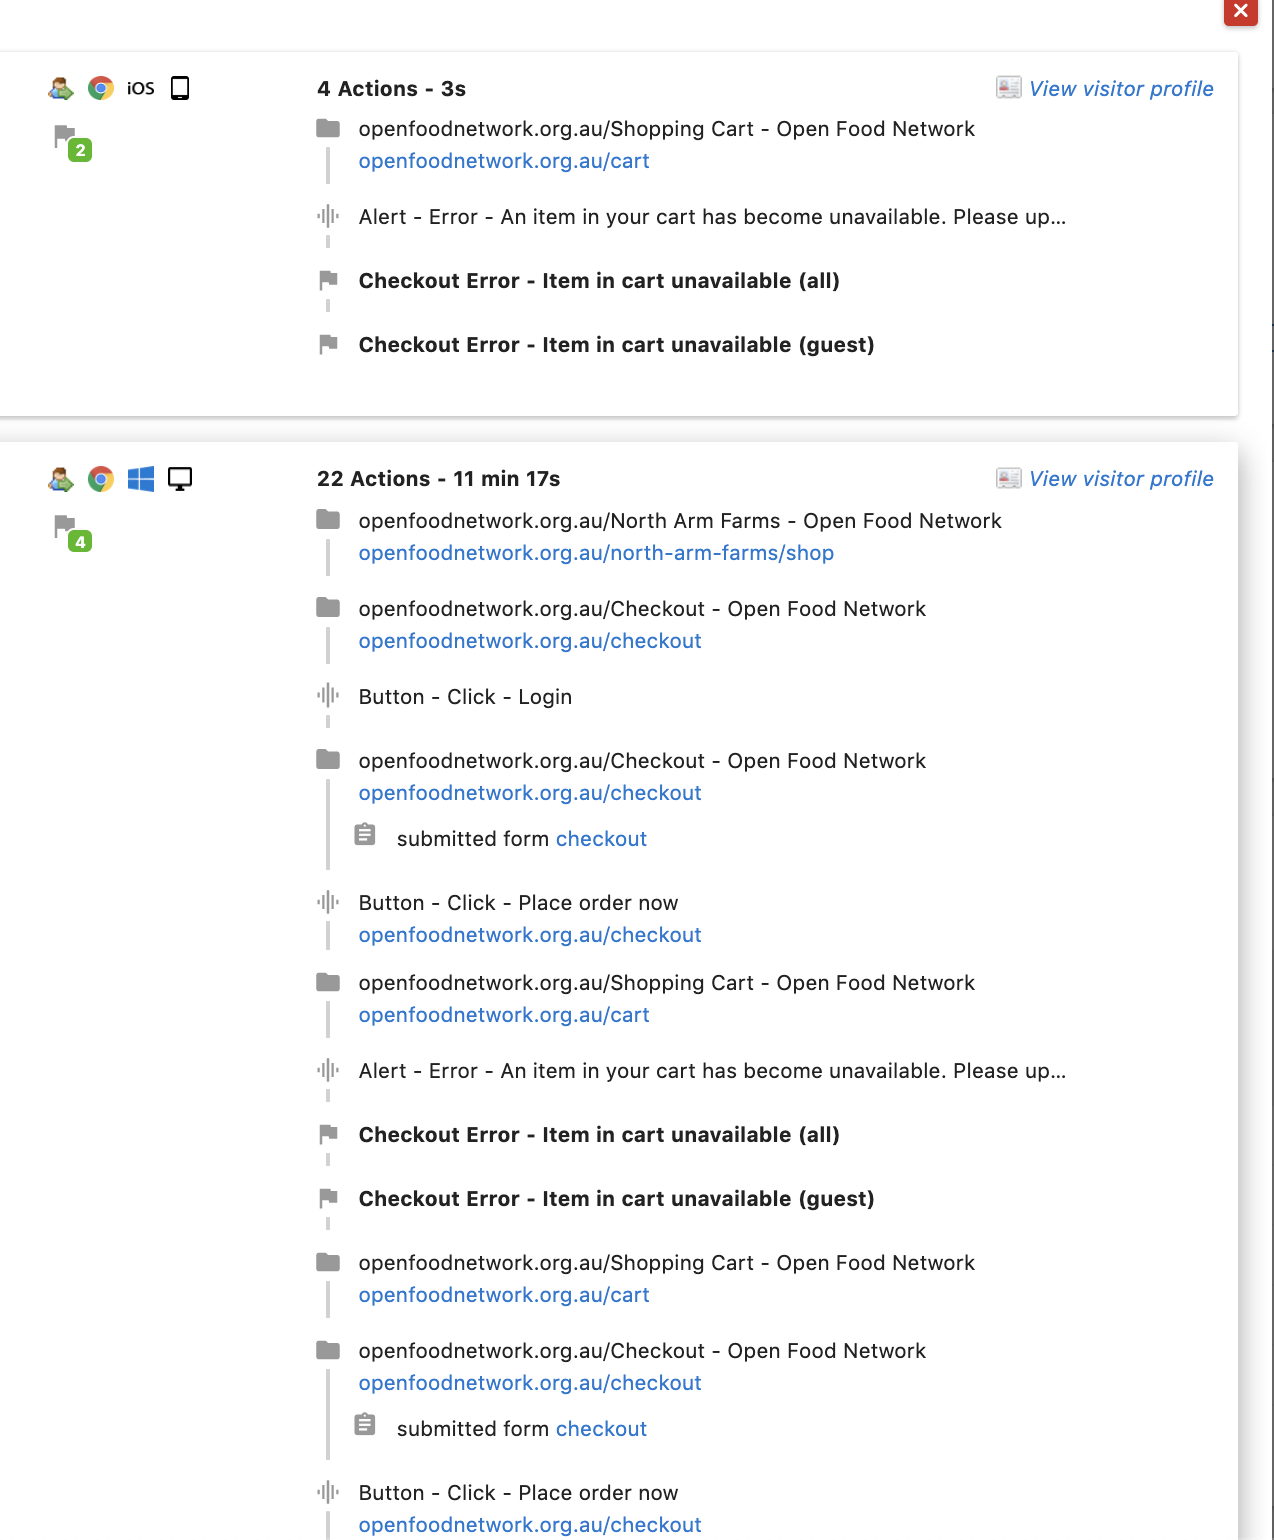 iOS
2
4 Actions - 3s
View visitor profile
openfoodnetwork.org.au/Shopping Cart - Open Food Network
openfoodnetwork.org.au/cart
Alert - Error - An item in your cart has become unavailable. Please up...
Checkout Error - Item in cart unavailable (all)
Checkout Error - Item in cart unavailable (guest)
4
22 Actions - 11 min 17s
View visitor profile
openfoodnetwork.org.au/North Arm Farms - Open Food Network
openfoodnetwork.org.au/north-arm-farms/shop
openfoodnetwork.org.au/Checkout - Open Food Network
openfoodnetwork.org.au/checkout
Button - Click - Login
openfoodnetwork.org.au/Checkout - Open Food Network
openfoodnetwork.org.au/checkout
submitted form checkout
Button - Click - Place order now
openfoodnetwork.org.au/checkout
openfoodnetwork.org.au/Shopping Cart - Open Food Network
openfoodnetwork.org.au/cart
Alert - Error - An item in your cart has become unavailable. Please up...
Checkout Error - Item in cart unavailable (all)
Checkout Error - Item in cart unavailable (guest)
openfoodnetwork.org.au/Shopping Cart - Open Food Network
openfoodnetwork.org.au/cart
openfoodnetwork.org.au/Checkout - Open Food Network
openfoodnetwork.org.au/checkout
submitted form checkout
Button - Click - Place order now
openfoodnetwork.org.au/checkout